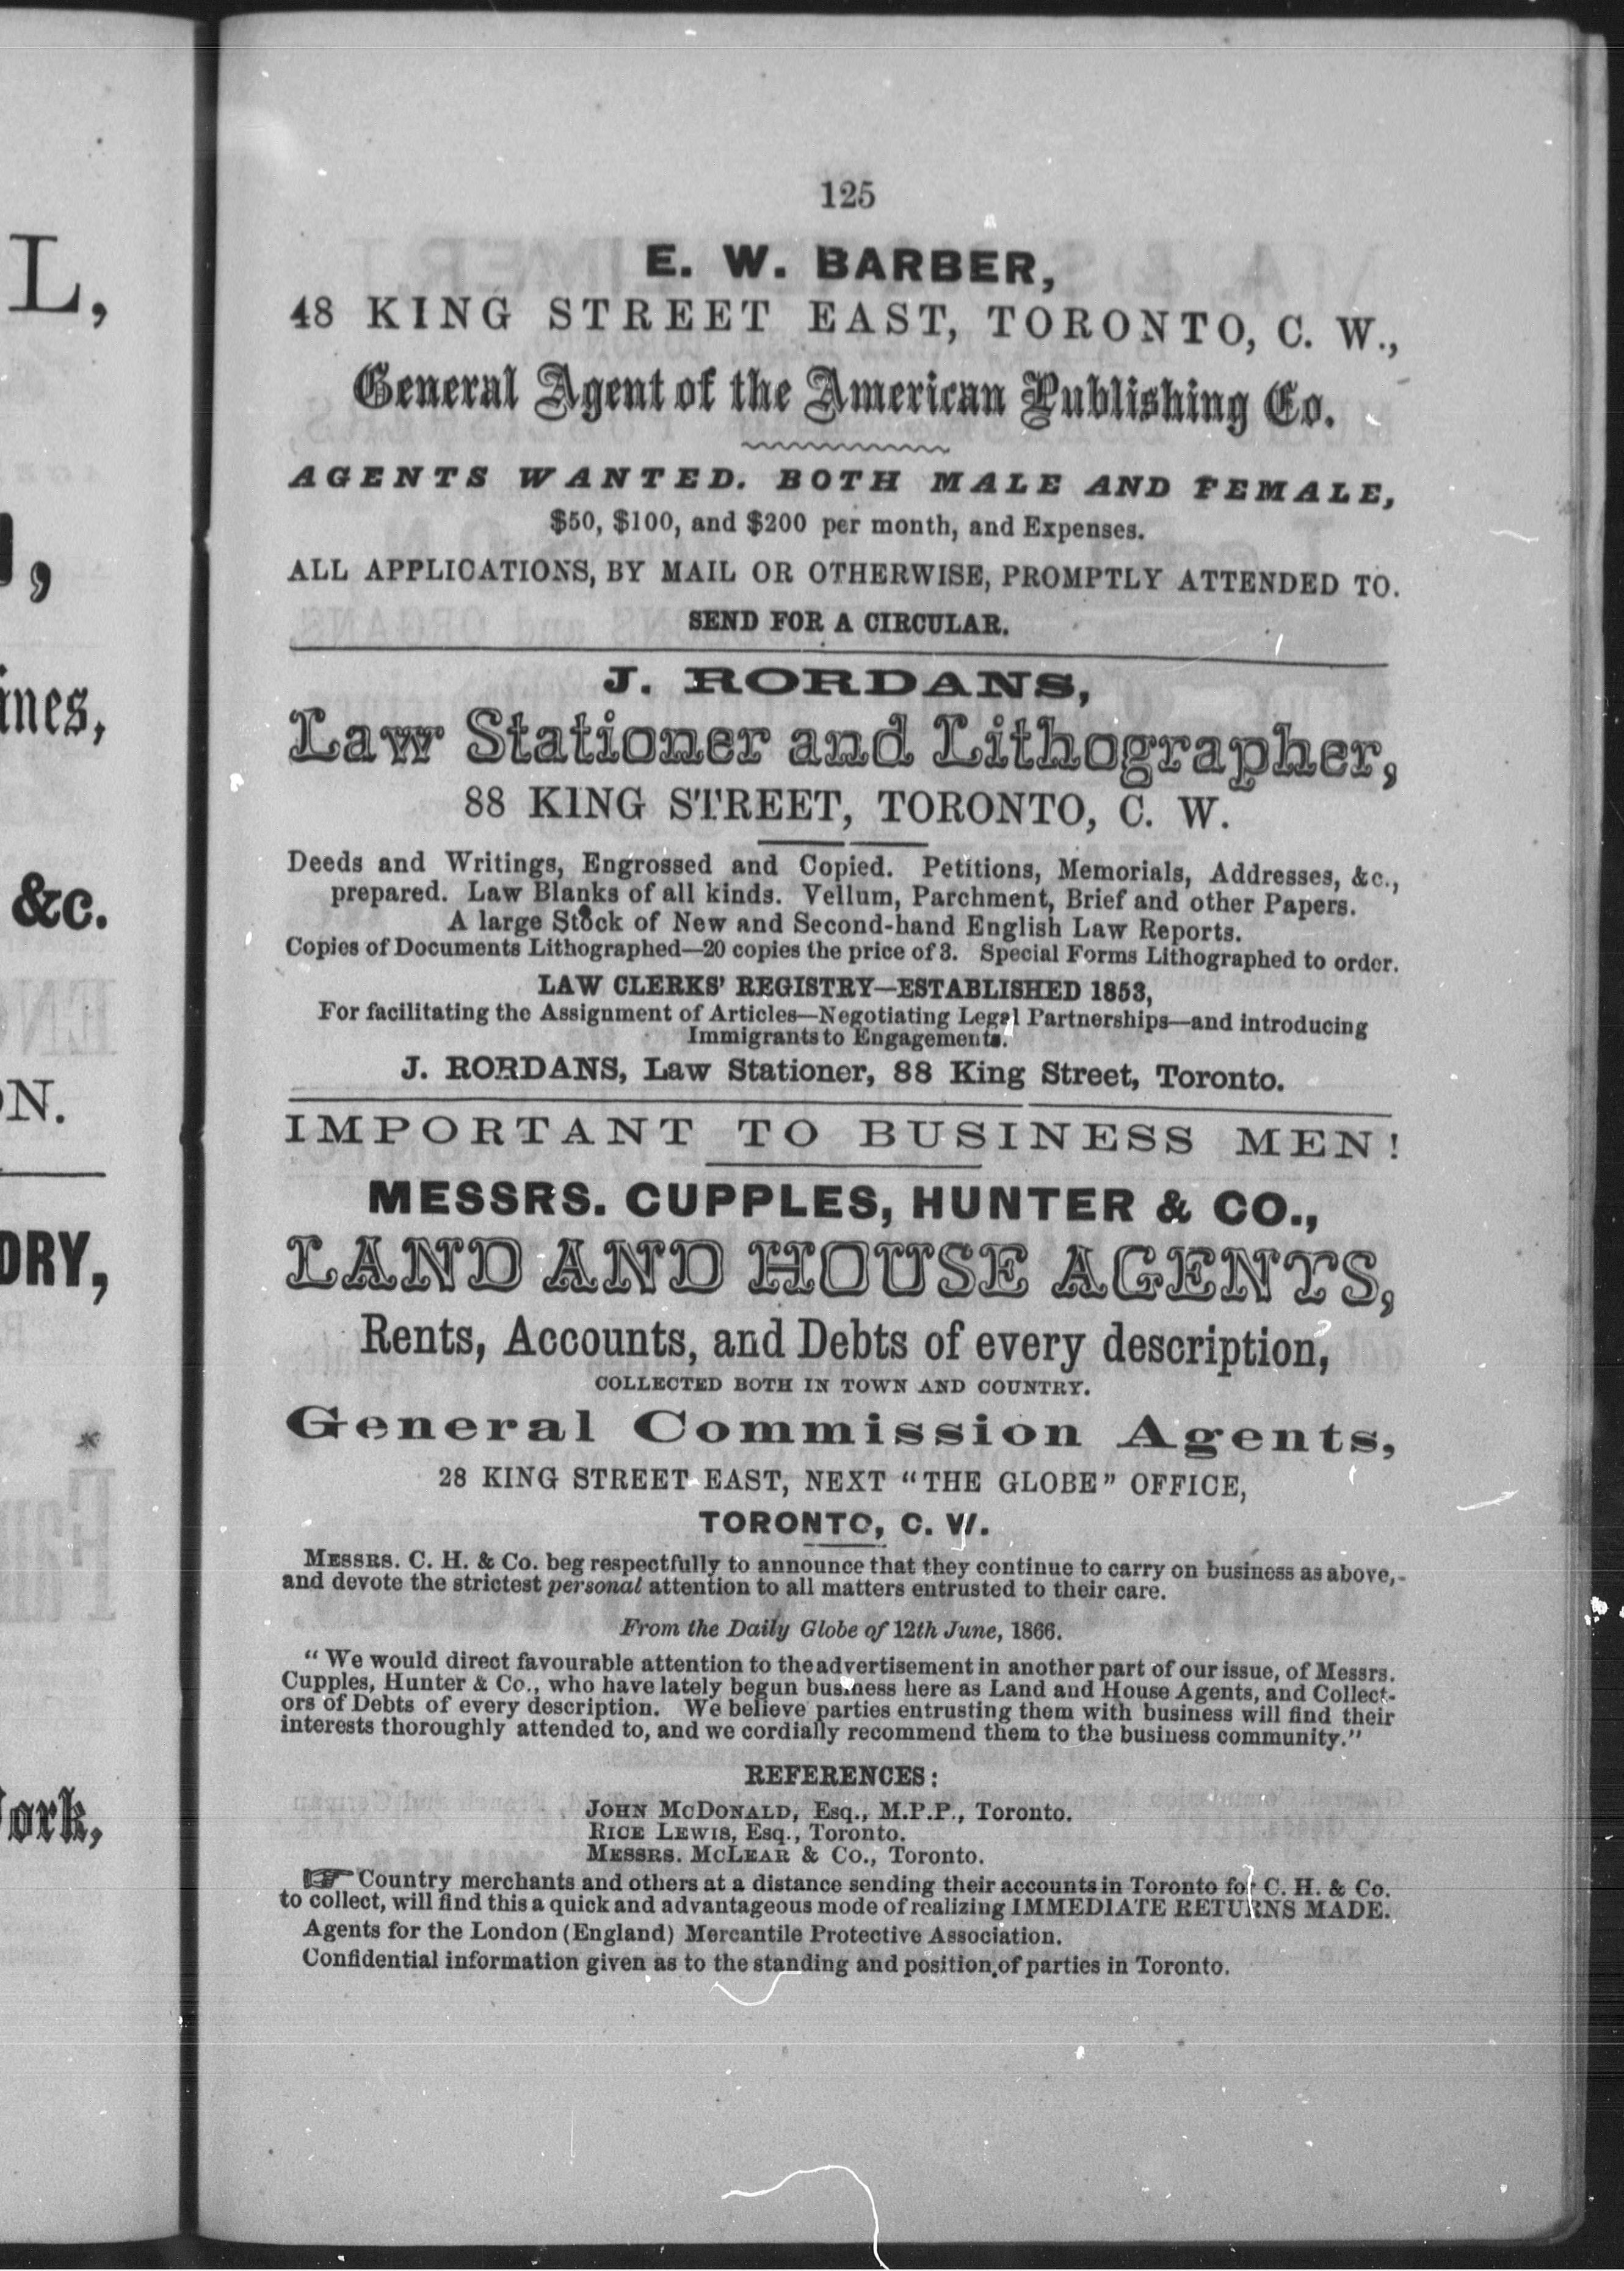 125
E. W. BARBER,
48 KING STREET EAST, TORONTO, C. W.,
General Agent of the American Publishing Co.
AGENTS WANTED. BOTH MALE AND FEMALE,
$50, $100, and $200 per month, and Expenses.
ALL APPLICATIONS, BY MAIL OR OTHERWISE, PROMPTLY ATTENDED TO.
SEND FOR A CIRCULAR.
J. RORDANS,
Law Stationer and Lithographer,
88 KING STREET, TORONTO, C. W.
Deeds and Writings, Engrossed and Copied. Petitions, Memorials, Addresses, &c.,
prepared. Law Blanks of all kinds. Vellum, Parchment, Brief and other Papers.
A large Stock of New and Second-hand English Law Reports.
Copies of Documents Lithographed—20 copies the price of 3. Special Forms Lithographed to order.
LAW CLERKS' REGISTRY—ESTABLISHED 1853,
For facilitating the Assignment of Articles—Negotiating Legal Partnerships—and introducing
Immigrants to Engagements.
J. RORDANS, Law Stationer, 88 King Street, Toronto.
IMPORTANT TO BUSINESS MEN!
MESSRS. CUPPLES, HUNTER & CO.,
LAND AND HOUSE AGENTS,
Rents, Accounts, and Debts of every description,
COLLECTED BOTH IN TOWN AND COUNTRY.
General Commission Agents,
28 KING STREET EAST, NEXT "THE GLOBE" OFFICE,
TORONTO, C. W.
MESSRS. C. H. & Co. beg respectfully to announce that they continue to carry on business as above,
and devote the strictest personal attention to all matters entrusted to their care.
From the Daily Globe of 12th June, 1866.
"We would direct favourable attention to the advertisement in another part of our issue, of Messrs.
Cupples, Hunter & Co., who have lately begun business here as Land and House Agents, and Collect-
ors of Debts of every description. We believe parties entrusting them with business will find their
interests thoroughly attended to, and we cordially recommend them to the business community."
REFERENCES:
JOHN MCDONALD, Esq., M.P.P., Toronto.
RICE LEWIS, Esq., Toronto.
MESSRS. MCLEAR & Co., Toronto.
☞ Country merchants and others at a distance sending their accounts in Toronto for C. H. & Co.
to collect, will find this a quick and advantageous mode of realizing IMMEDIATE RETURNS MADE.
Agents for the London (England) Mercantile Protective Association.
Confidential information given as to the standing and position of parties in Toronto.
L,
ines,
&c.
ON.
DRY,
ork,